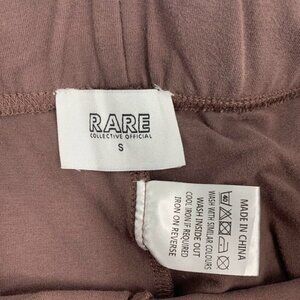 RARE
COLLECTIVE OFFICIAL
S
MADE IN CHINA
40
WASH WITH SIMILAR COLOURS
WASH INSIDE OUT
COOL IRON IF REQUIRED
IRON ON REVERSE